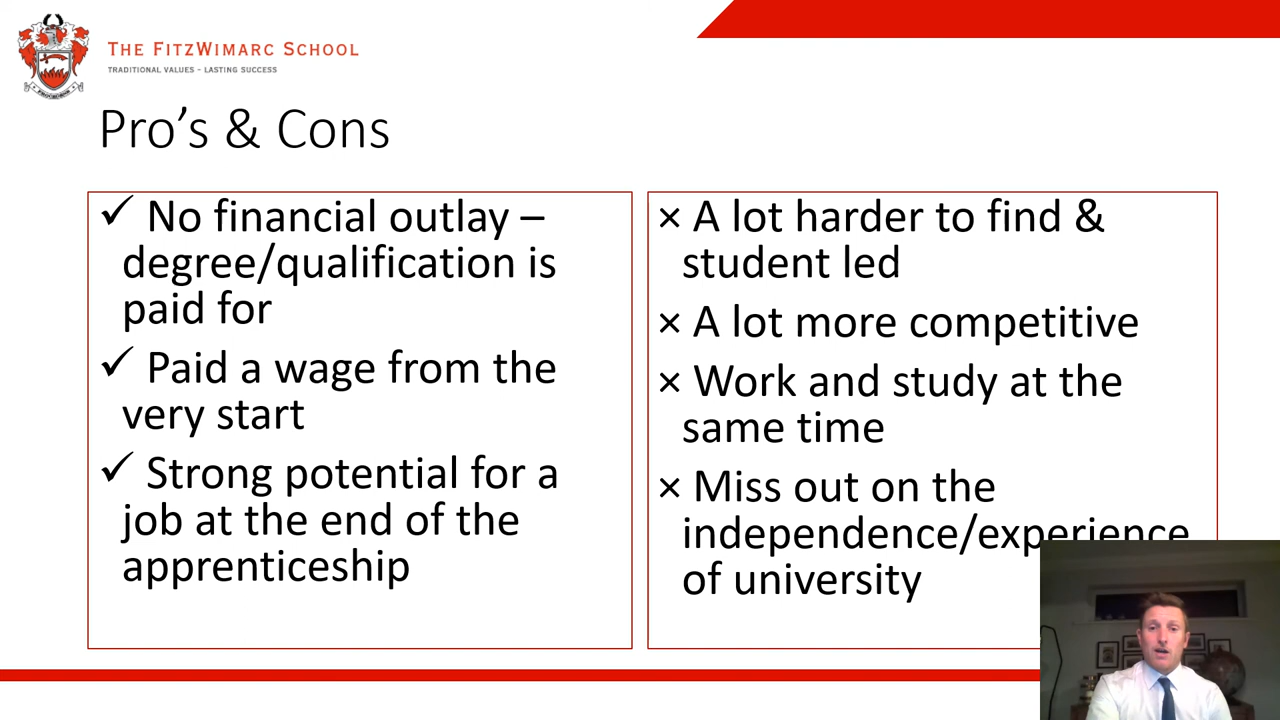 THE FITZWIMARC SCHOOL
TRADITIONAL VALUES - LASTING SUCCESS
Pro’s & Cons
✓ No financial outlay –
degree/qualification is
paid for
✓ Paid a wage from the
very start
✓ Strong potential for a
job at the end of the
apprenticeship
× A lot harder to find &
student led
× A lot more competitive
× Work and study at the
same time
× Miss out on the
independence/experience
of university